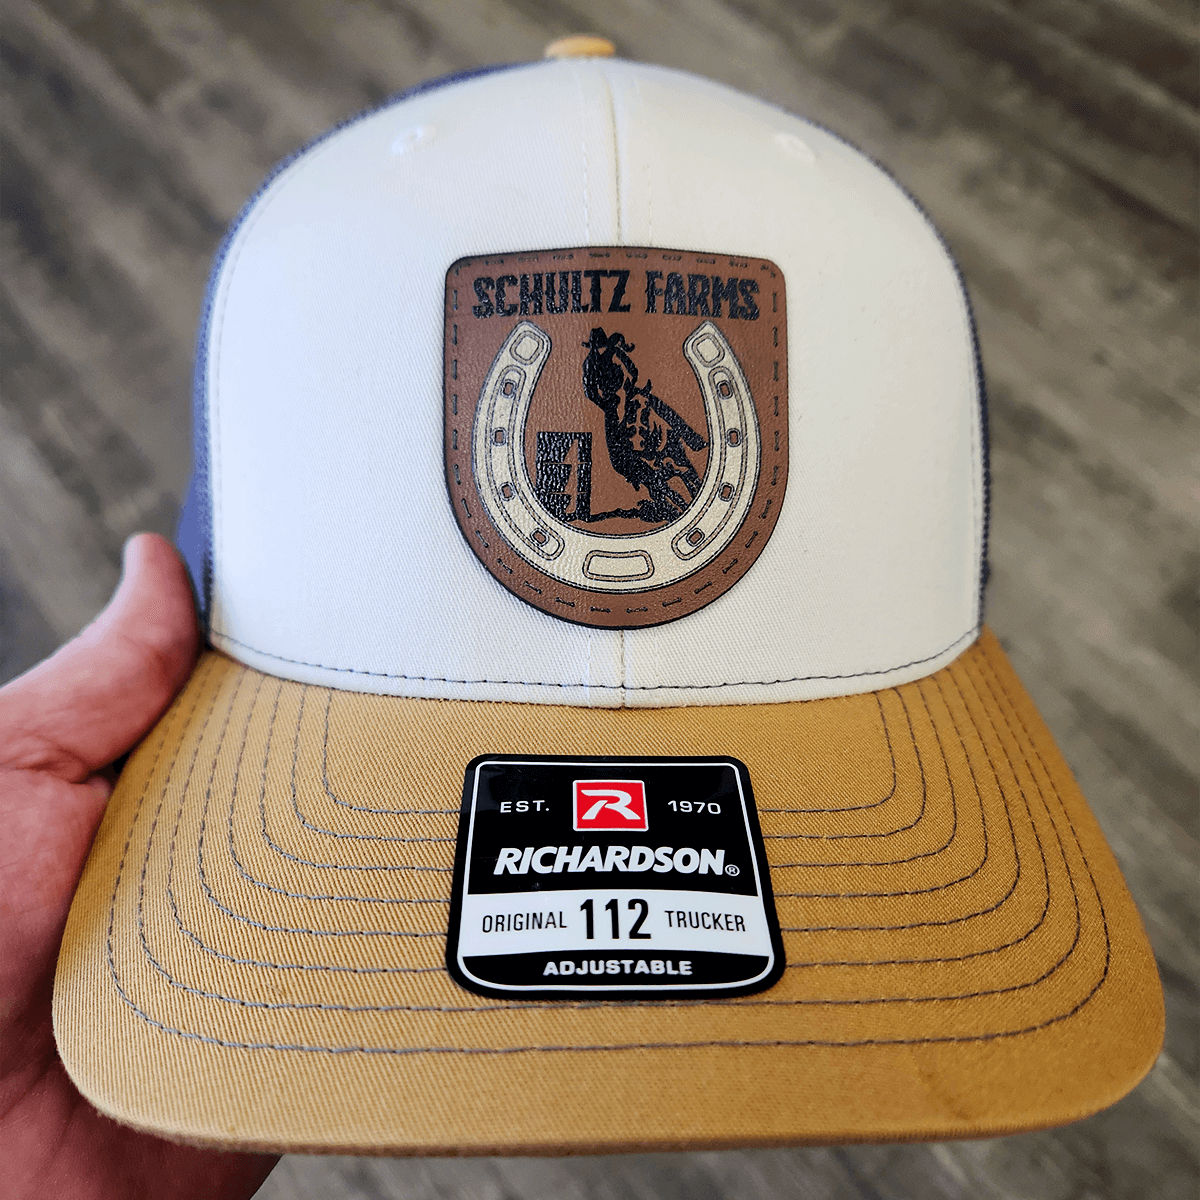 SCHULTZ FARMS
EST. R 1970
RICHARDSON®
ORIGINAL 112 TRUCKER
ADJUSTABLE